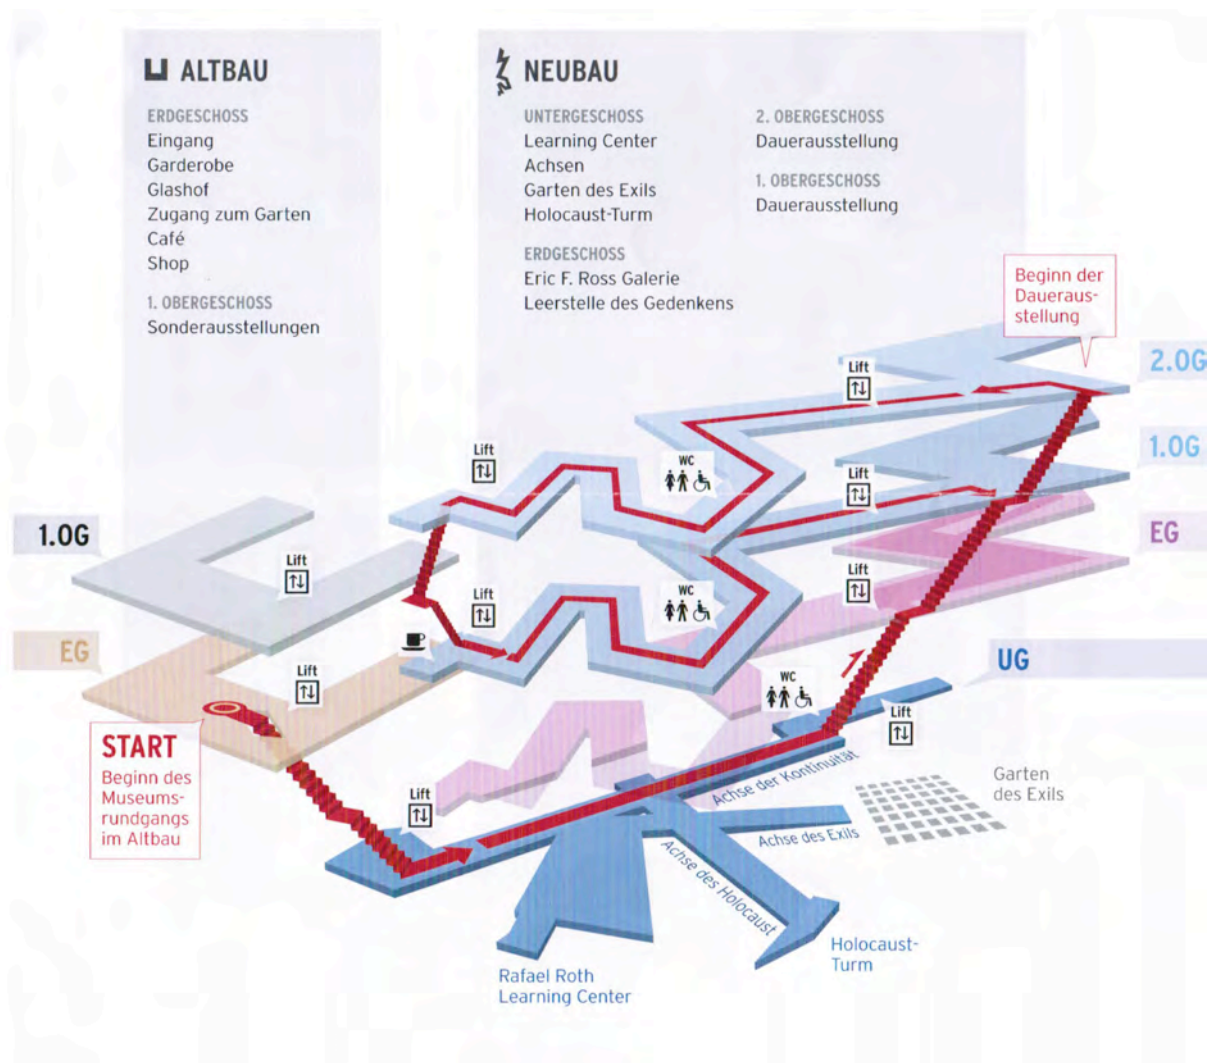 ALTBAU
ERDGESCHOSS
Eingang
Garderobe
Glashof
Zugang zum Garten
Café
Shop
1. OBERGESCHOSS
Sonderausstellungen
NEUBAU
UNTERGESCHOSS
Learning Center
Achsen
Garten des Exils
Holocaust-Turm
ERDGESCHOSS
Eric F. Ross Galerie
Leerstelle des Gedenkens
2. OBERGESCHOSS
Dauerausstellung
1. OBERGESCHOSS
Dauerausstellung
Beginn der
Daueraus-
stellung
2.OG
Lift
1.OG
Lift
WC
Lift
EG
1.OG
Lift
Lift
WC
Lift
EG
UG
Lift
WC
Lift
START
Beginn des
Museums-
rundgangs
im Altbau
Lift
Achse der Kontinuität
Garten
des Exils
Achse des Exils
Achse des Holocaust
Holocaust-
Turm
Rafael Roth
Learning Center